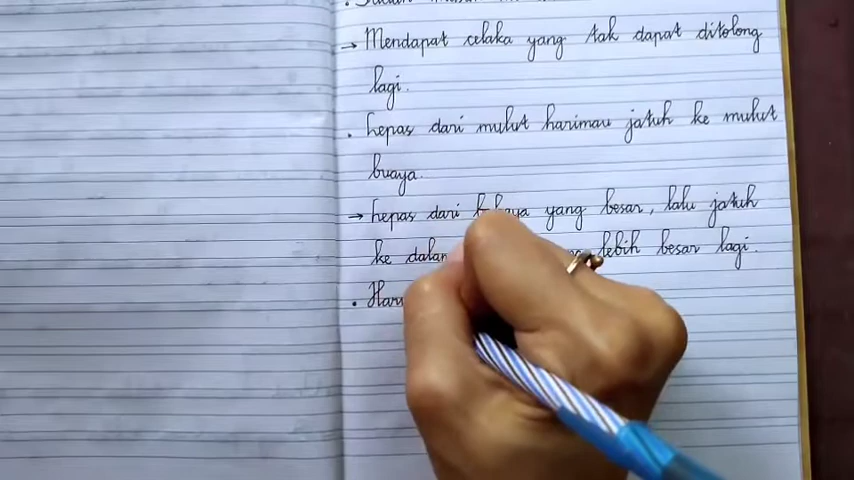 → Mendapat celaka yang tak dapat ditolong
lagi.
• Lepas dari mulut harimau jatuh ke mulut
buaya.
→ Lepas dari bahaya yang besar, lalu jatuh
ke dalam lebih besar lagi.